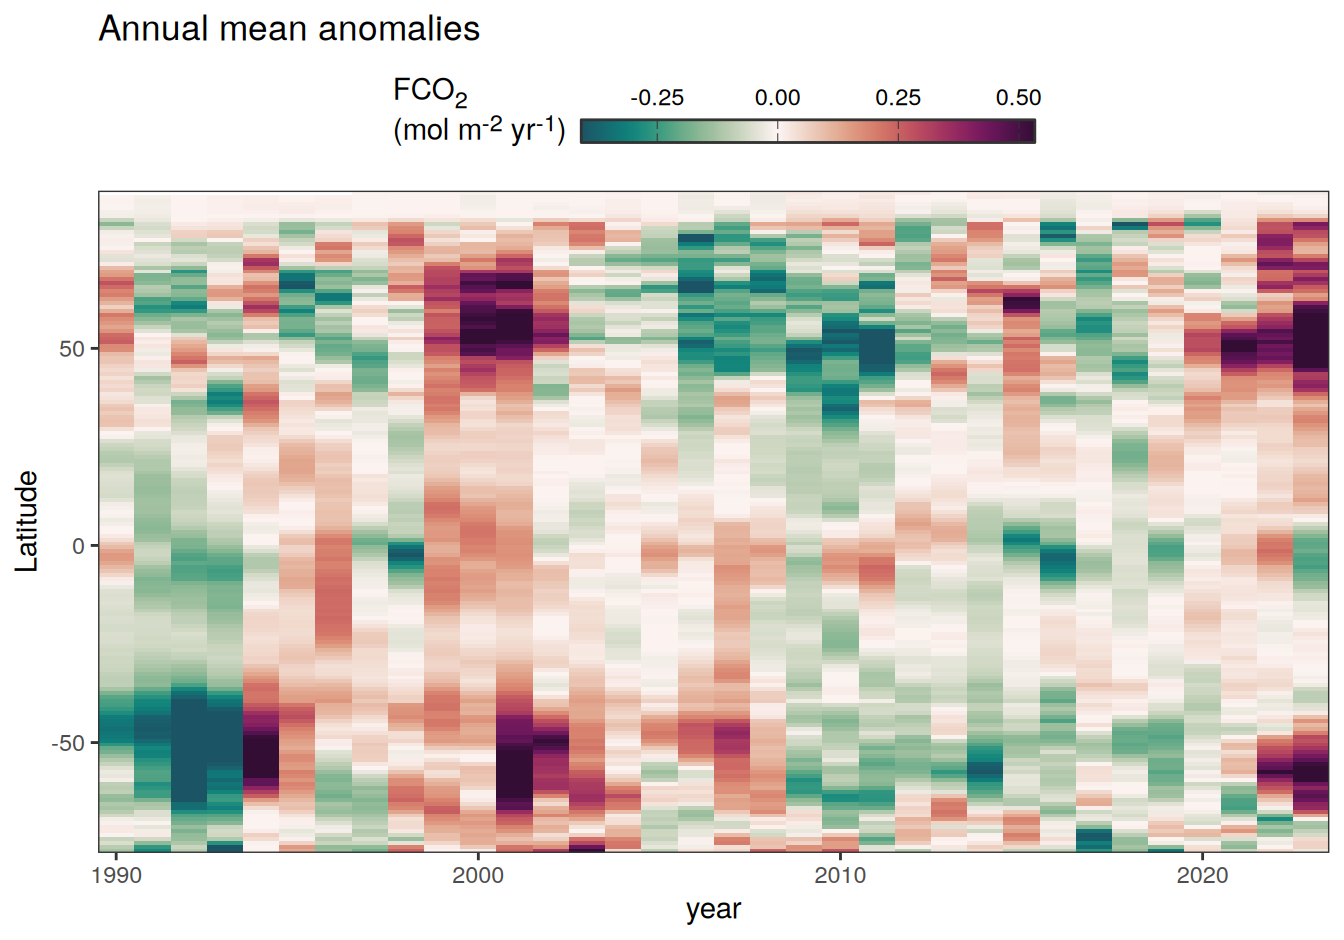 Annual mean anomalies
FCO₂
(mol m⁻² yr⁻¹)
-0.25 0.00 0.25 0.50
Latitude
50
0
-50
1990 2000 2010 2020
year